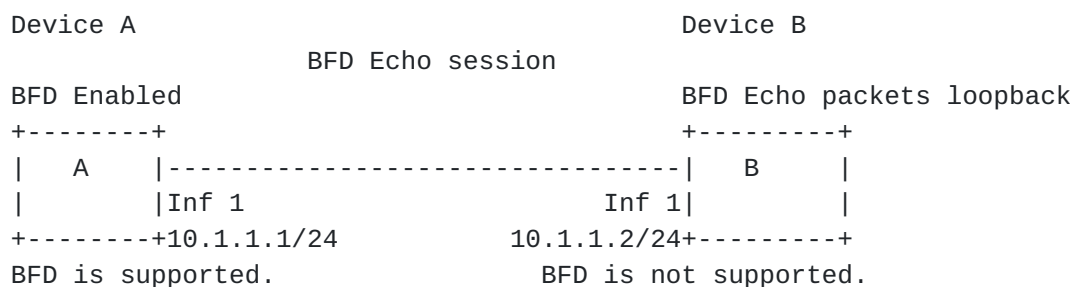 Device A Device B
BFD Echo session
BFD Enabled BFD Echo packets loopback
A B
Inf 1 Inf 1
10.1.1.1/24 10.1.1.2/24
BFD is supported. BFD is not supported.